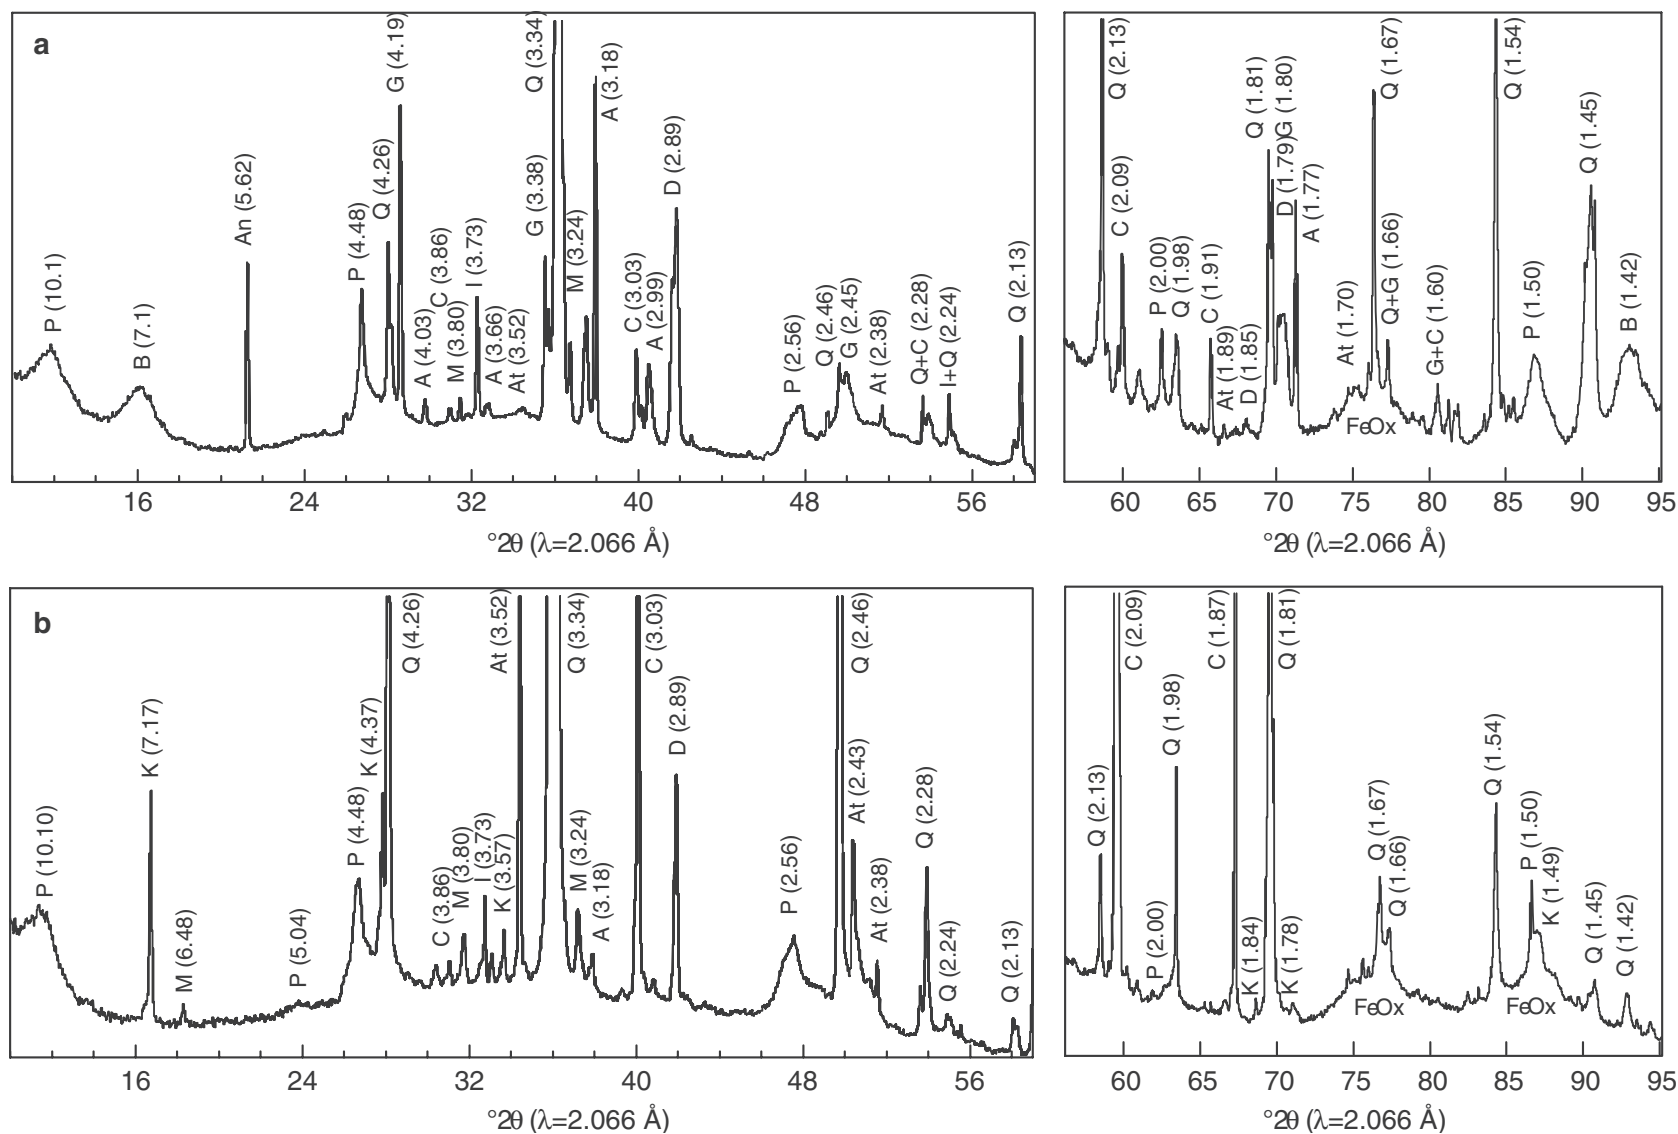 a
P (10.1)
B (7.1)
An (5.62)
P (4.48)
Q (4.26)
G (4.19)
A (4.03)
C (3.86)
M (3.80)
I (3.73)
A (3.66)
At (3.52)
G (3.38)
Q (3.34)
M (3.24)
A (3.18)
C (3.03)
A (2.99)
D (2.89)
P (2.56)
Q (2.46)
G (2.45)
At (2.38)
Q+C (2.28)
I+Q (2.24)
Q (2.13)
16 24 32 40 48 56
°2θ (λ=2.066 Å)
Q (2.13)
C (2.09)
P (2.00)
Q (1.98)
C (1.91)
At (1.89)
D (1.85)
Q (1.81)
G (1.80)
D (1.79)
A (1.77)
At (1.70)
FeOx
Q (1.67)
Q+G (1.66)
G+C (1.60)
Q (1.54)
P (1.50)
Q (1.45)
B (1.42)
60 65 70 75 80 85 90 95
°2θ (λ=2.066 Å)
b
P (10.10)
K (7.17)
M (6.48)
P (5.04)
P (4.48)
K (4.37)
Q (4.26)
C (3.86)
M (3.80)
I (3.73)
K (3.57)
At (3.52)
Q (3.34)
M (3.24)
A (3.18)
C (3.03)
D (2.89)
P (2.56)
Q (2.46)
At (2.43)
At (2.38)
Q (2.28)
Q (2.24)
Q (2.13)
16 24 32 40 48 56
°2θ (λ=2.066 Å)
Q (2.13)
C (2.09)
P (2.00)
Q (1.98)
C (1.87)
K (1.84)
Q (1.81)
K (1.78)
FeOx
Q (1.67)
Q (1.66)
Q (1.54)
FeOx
P (1.50)
K (1.49)
Q (1.45)
Q (1.42)
60 65 70 75 80 85 90 95
°2θ (λ=2.066 Å)